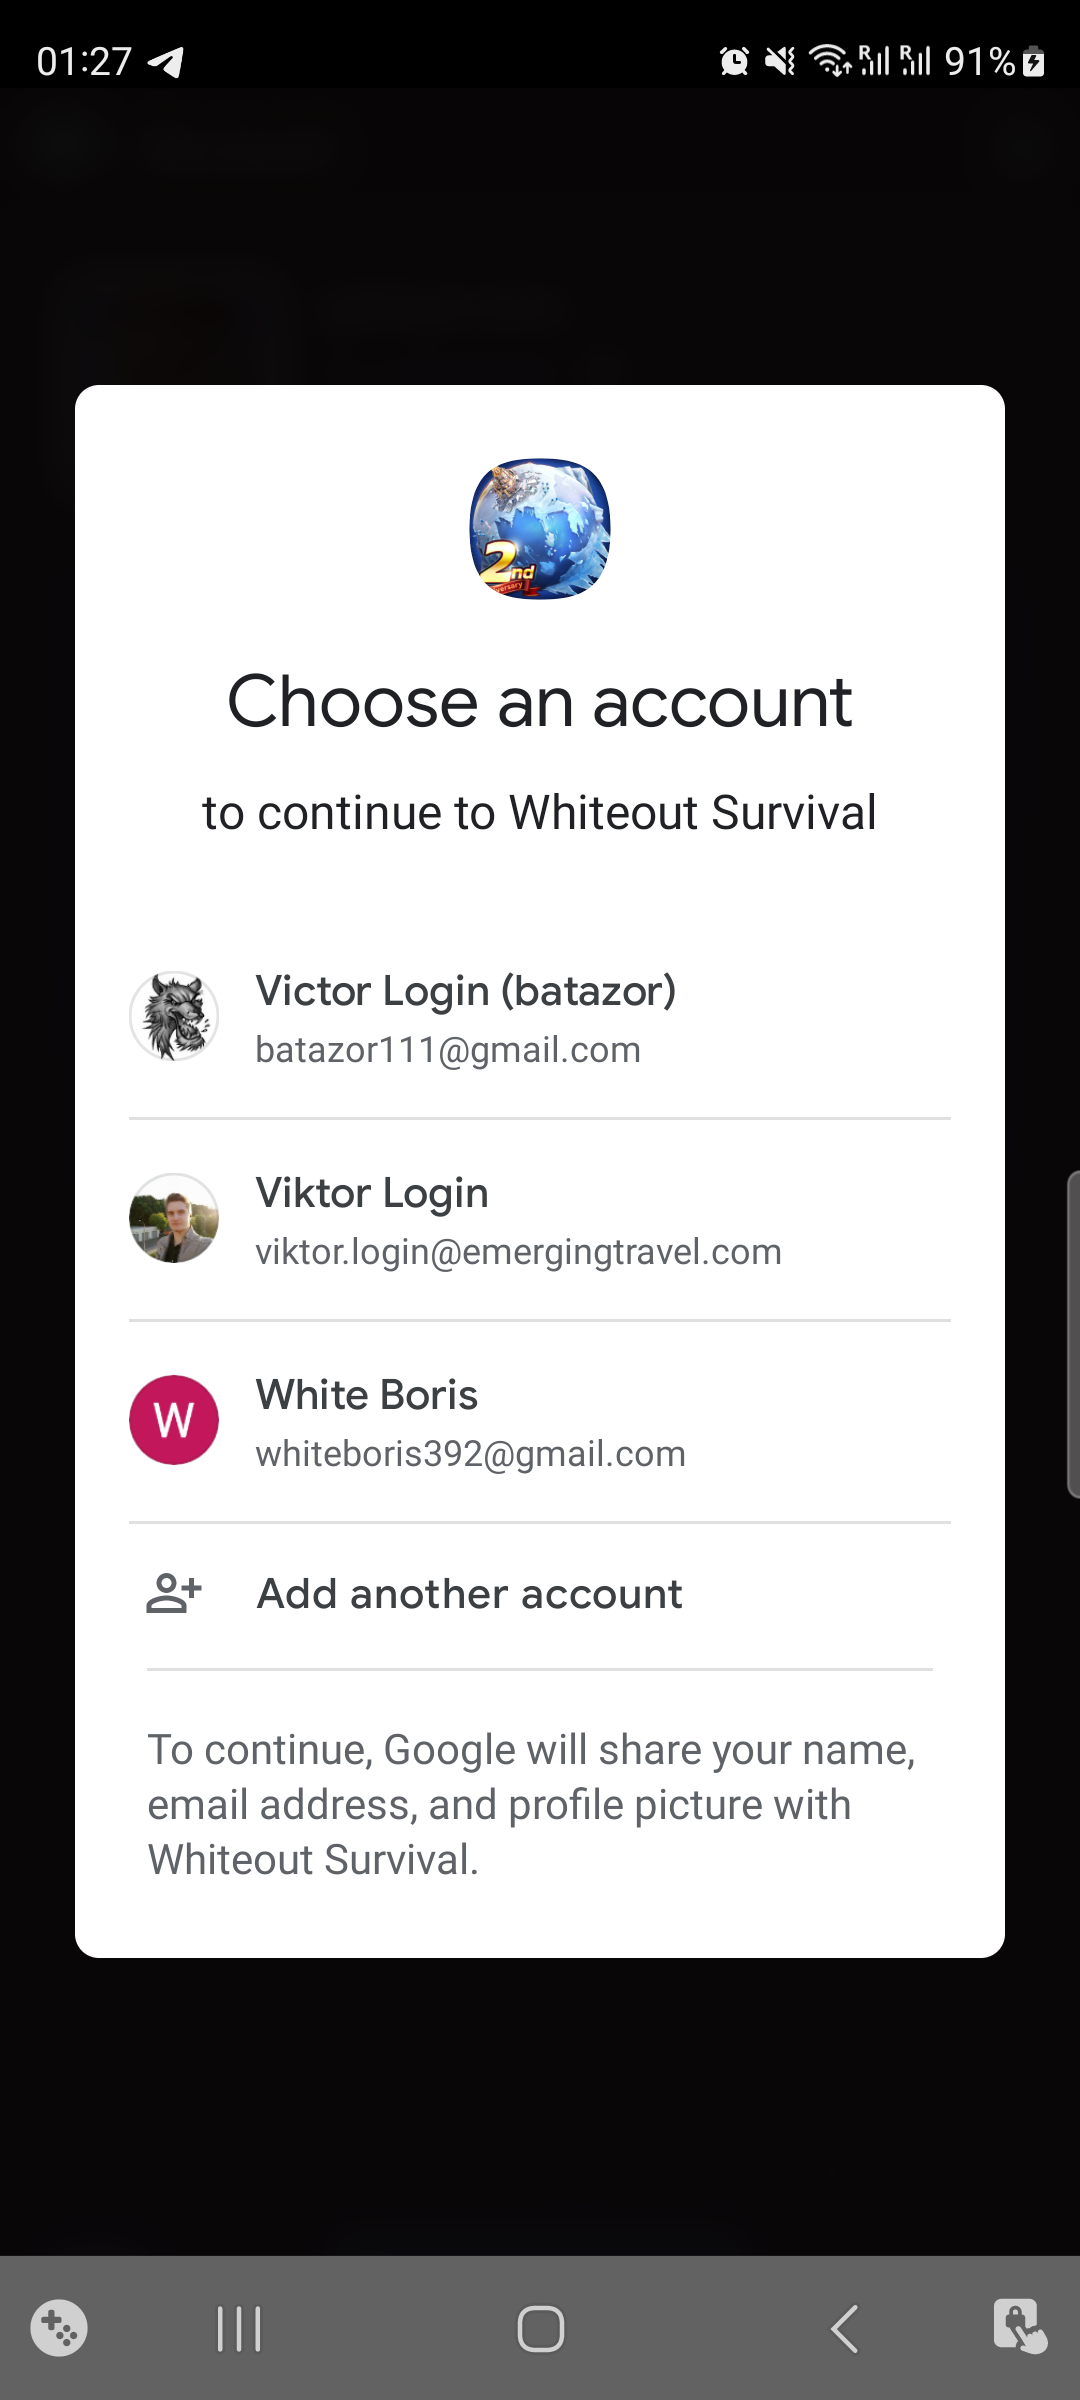 01:27
R R 91%
2nd
Choose an account
to continue to Whiteout Survival
Victor Login (batazor)
batazor111@gmail.com
Viktor Login
viktor.login@emergingtravel.com
W
White Boris
whiteboris392@gmail.com
Add another account
To continue, Google will share your name,
email address, and profile picture with
Whiteout Survival.